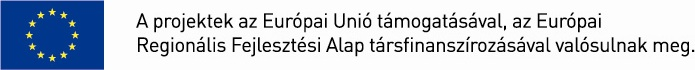 A projektek az Európai Unió támogatásával, az Európai
Regionális Fejlesztési Alap társfinanszírozásával valósulnak meg.